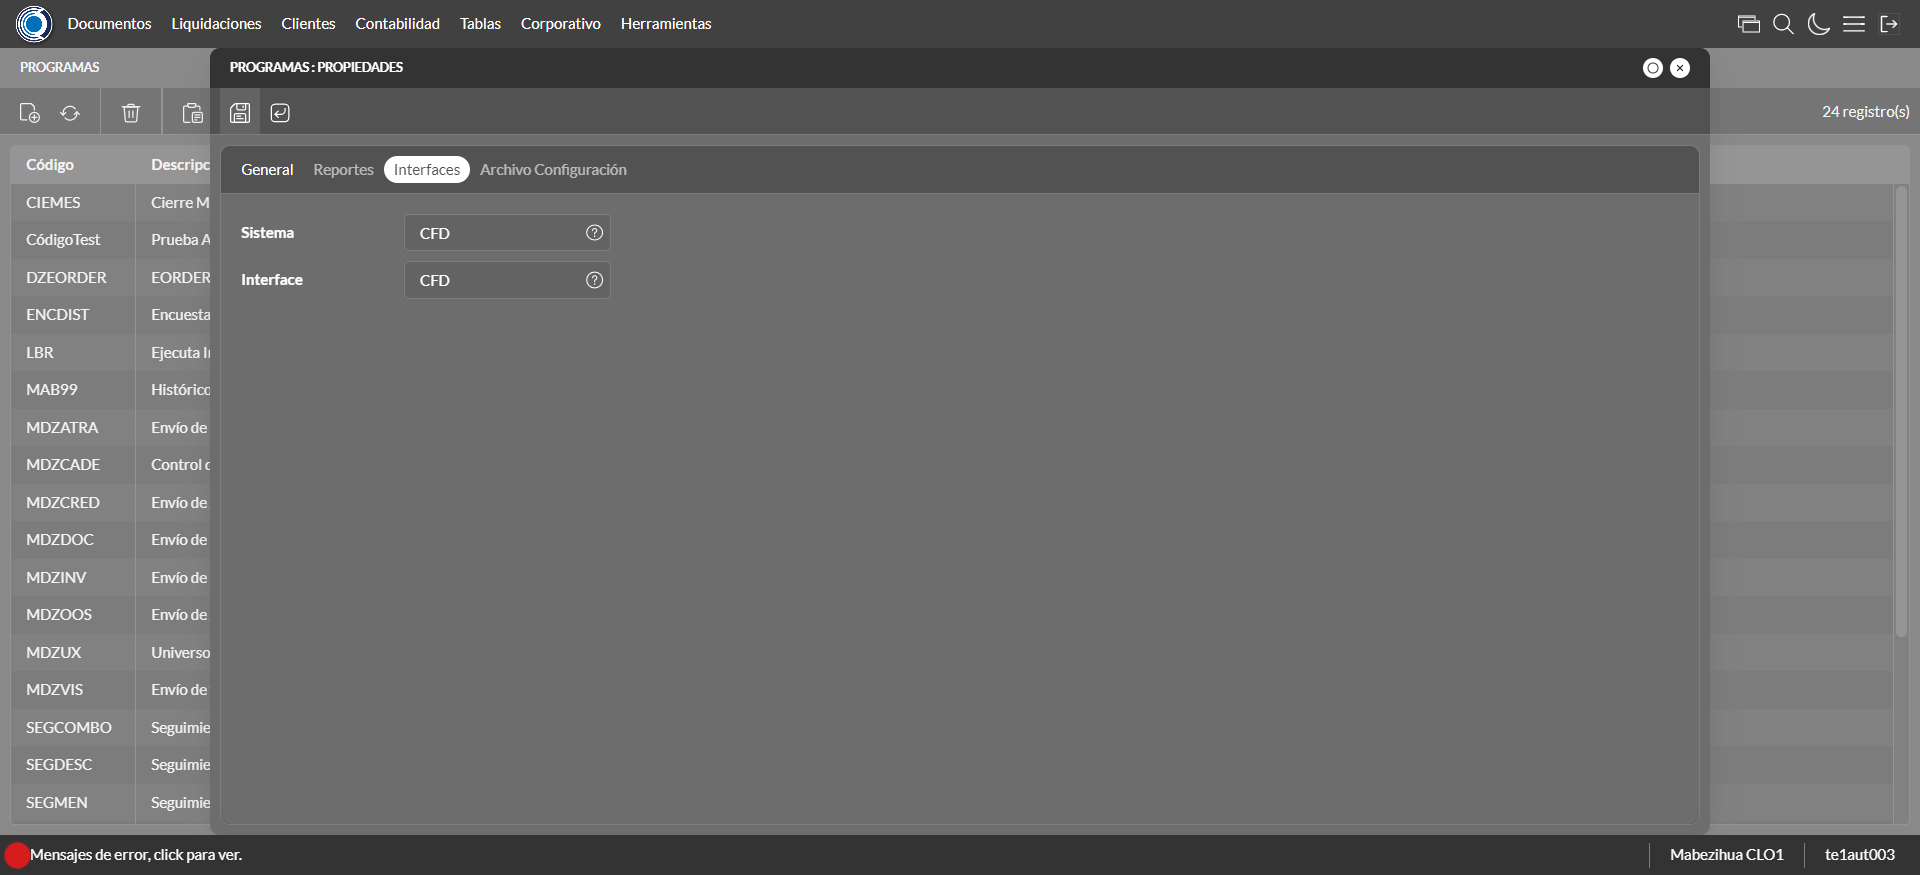 Documentos Liquidaciones Clientes Contabilidad Tablas Corporativo Herramientas
PROGRAMAS
PROGRAMAS : PROPIEDADES
24 registro(s)
General Reportes Interfaces Archivo Configuración
Sistema CFD
Interface CFD
Código Descripc
CIEMES Cierre M
CódigoTest Prueba A
DZEORDER EORDER
ENCDIST Encuesta
LBR Ejecuta I
MAB99 Histórico
MDZATRA Envío de
MDZCADE Control d
MDZCRED Envío de
MDZDOC Envío de
MDZINV Envío de
MDZOOS Envío de
MDZUX Universo
MDZVIS Envío de
SEGCOMBO Seguimie
SEGDESC Seguimie
SEGMEN Seguimie
Mensajes de error, click para ver.
Mabezihua CLO1
te1aut003